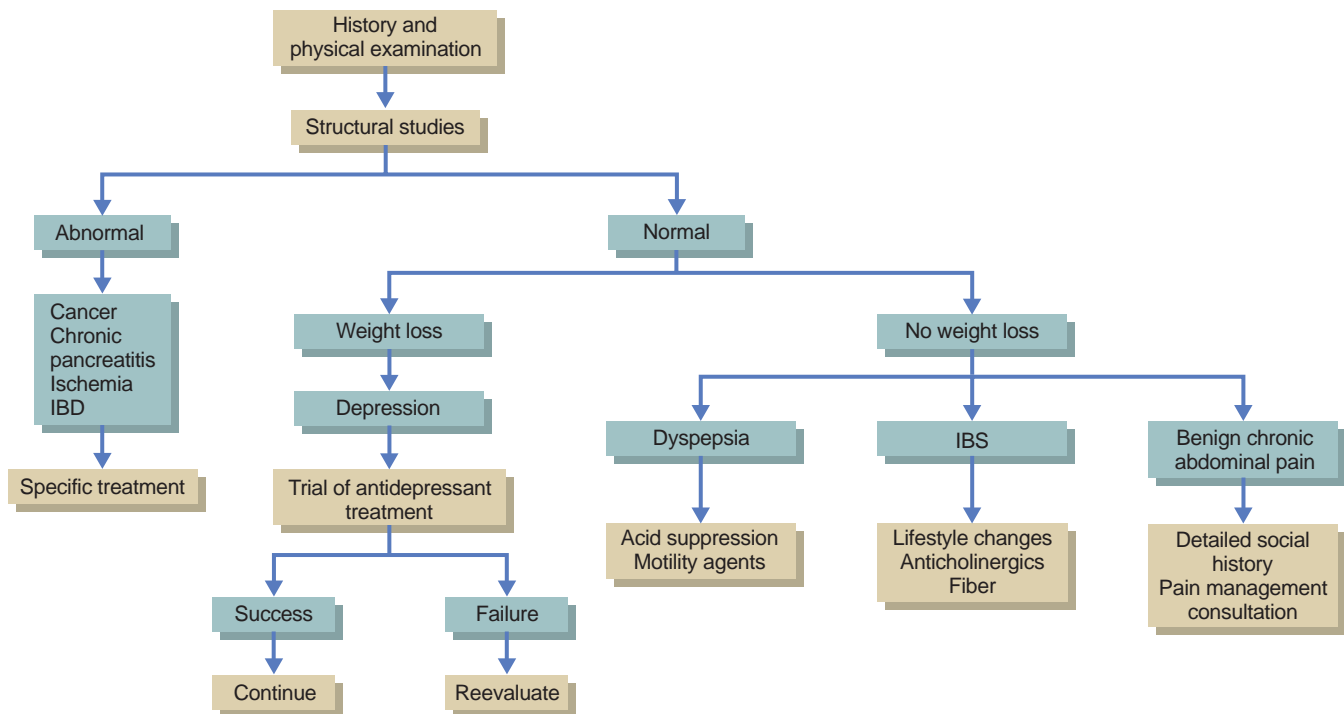 History and
physical examination
Structural studies
Abnormal
Normal
Cancer
Chronic
pancreatitis
Ischemia
IBD
Weight loss
No weight loss
Depression
Dyspepsia
IBS
Benign chronic
abdominal pain
Specific treatment
Trial of antidepressant
treatment
Acid suppression
Motility agents
Lifestyle changes
Anticholinergics
Fiber
Detailed social
history
Pain management
consultation
Success
Failure
Continue
Reevaluate